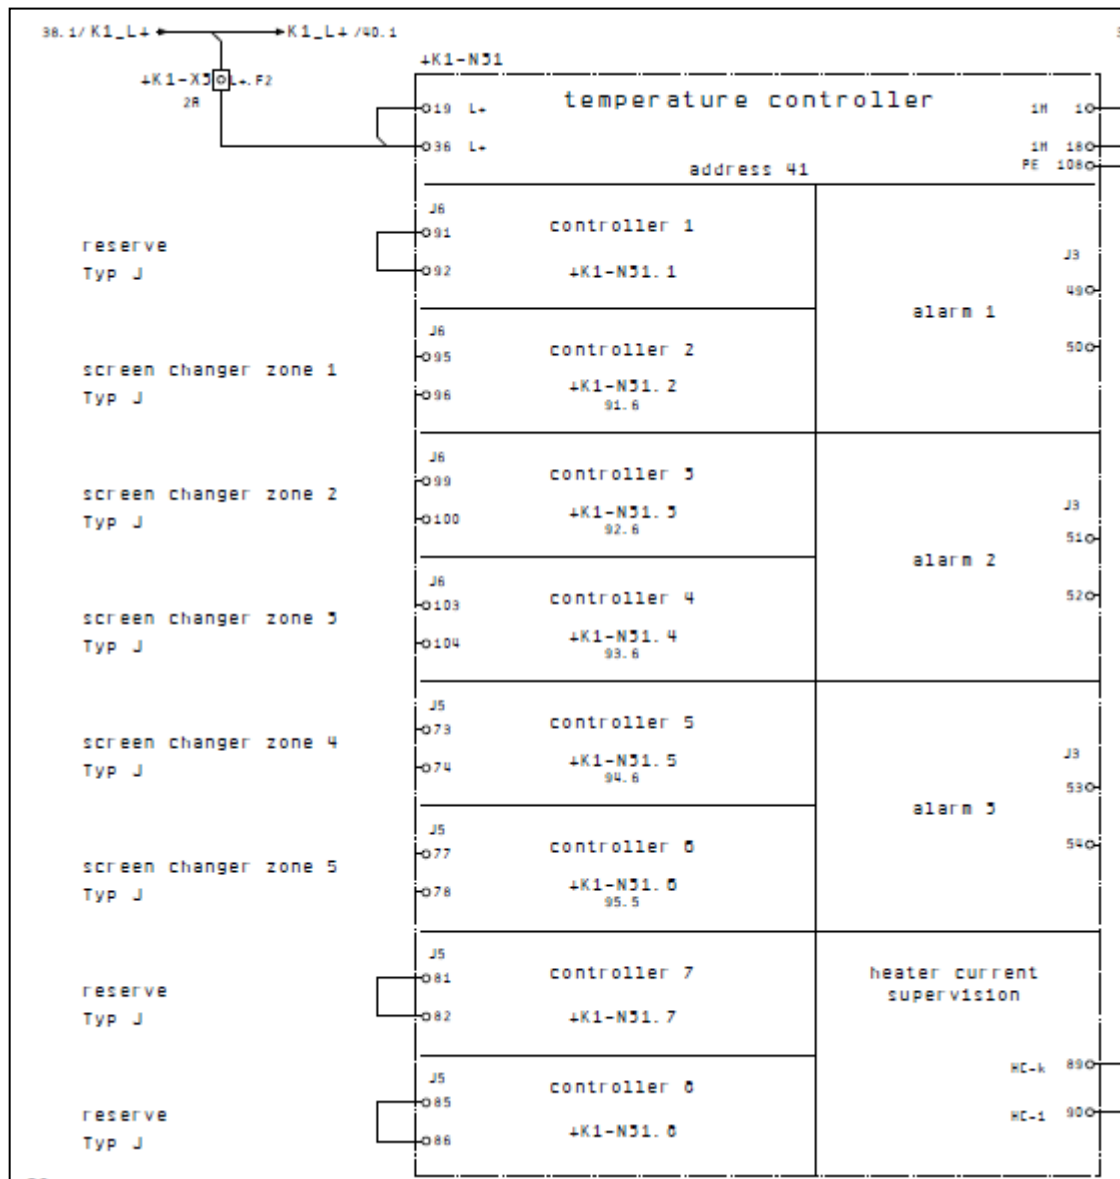 38.1/ K1_L+ K1_L+ /40.1
+K1-N31
+K1-X3 L+.F2
2A
temperature controller
19 L+ 1M 1
36 L+ 1M 18
PE 108
address 41
J6
91 controller 1
reserve
Typ J
92 +K1-N31.1
J3
49
alarm 1
50
J6
95 controller 2
screen changer zone 1
Typ J
96 +K1-N31.2
91.6
J6
99 controller 3
screen changer zone 2
Typ J
100 +K1-N31.3
92.6
J3
51
alarm 2
52
J6
103 controller 4
screen changer zone 3
Typ J
104 +K1-N31.4
93.6
J5
73 controller 5
screen changer zone 4
Typ J
74 +K1-N31.5
94.6
J3
53
alarm 3
54
J5
77 controller 6
screen changer zone 5
Typ J
78 +K1-N31.6
95.5
J5
81 controller 7
reserve
Typ J
82 +K1-N31.7
heater current
supervision
J5
85 controller 8
reserve
Typ J
86 +K1-N31.8
HC-k 89
HC-1 90